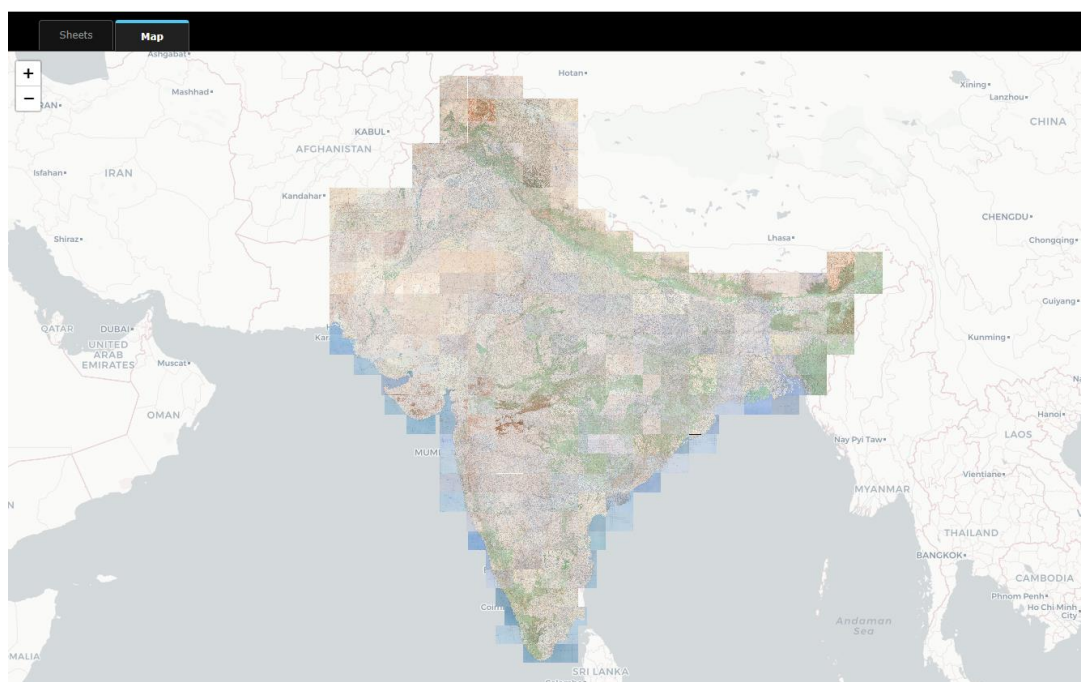 Sheets
Map
Ashgabat
+
−
Mashhad
Hotan
Xining
Lanzhou
CHINA
KABUL
AFGHANISTAN
Isfahan
IRAN
Kandahar
CHENGDU
Shiraz
Lhasa
Chongqing
Guiyang
QATAR
DUBAI
Kunming
UNITED
ARAB
EMIRATES
Muscat
OMAN
Hanoi
LAOS
Nay Pyi Taw
MUM
Vientiane
MYANMAR
THAILAND
BANGKOK
CAMBODIA
Phnom Penh
Ho Chi Minh
City
Andaman
Sea
SRI LANKA